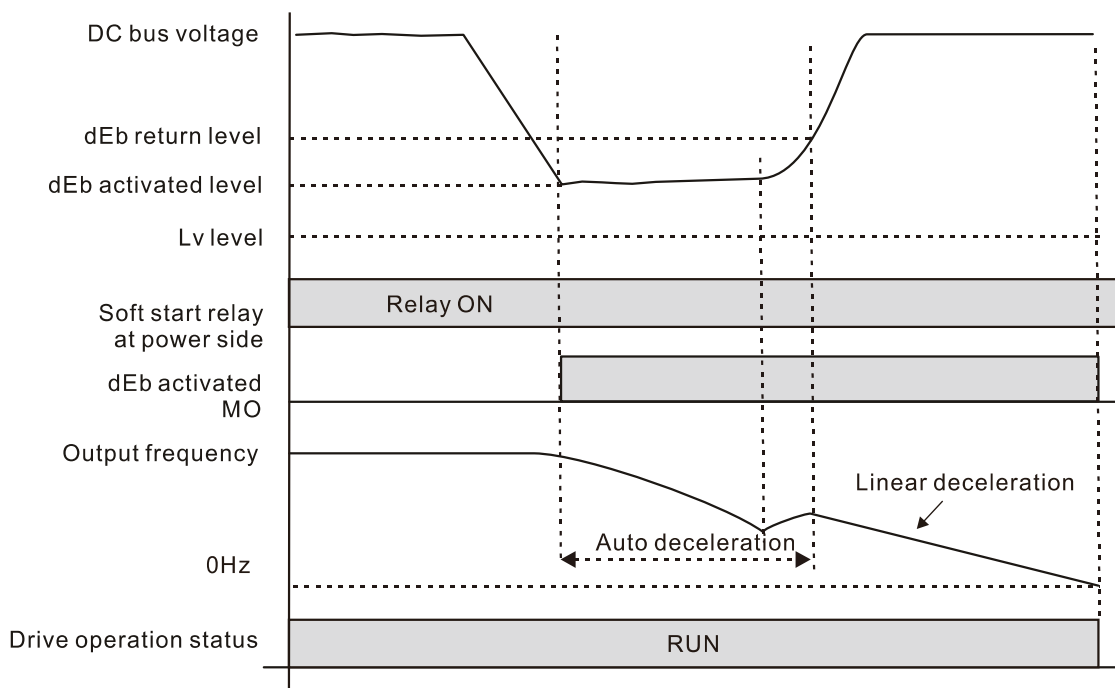 DC bus voltage
dEb return level
dEb activated level
Lv level
Relay ON
Soft start relay
at power side
dEb activated
MO
Output frequency
Linear deceleration
Auto deceleration
0Hz
Drive operation status
RUN